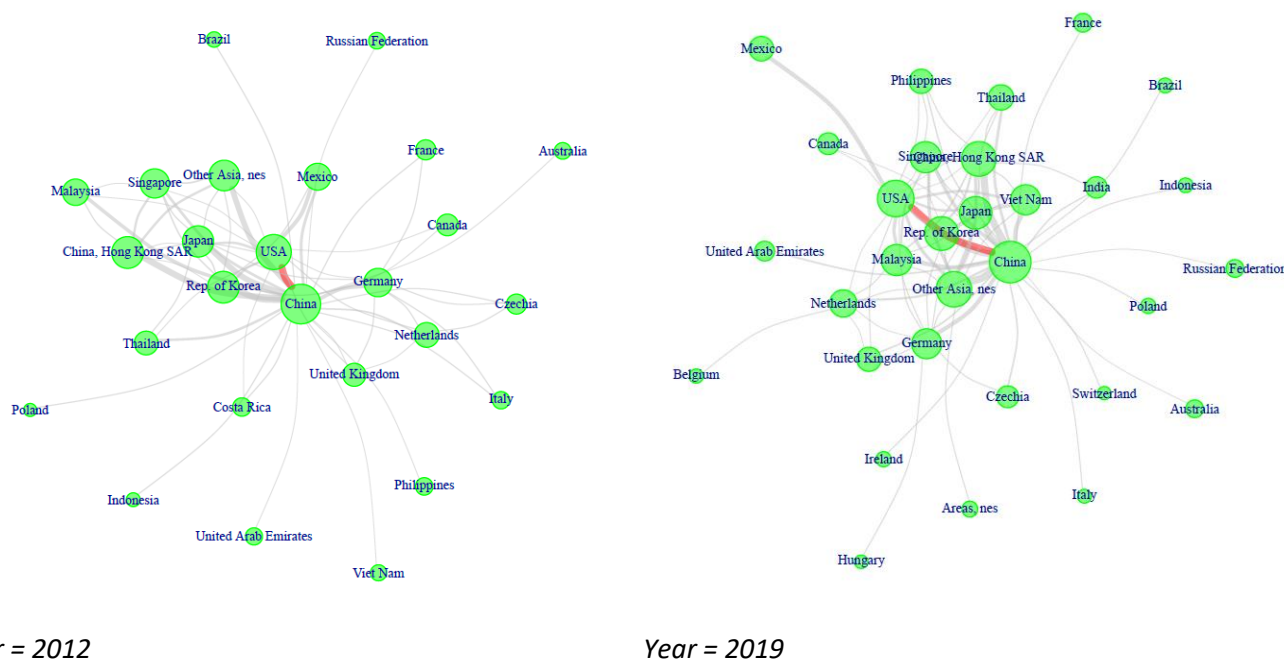 Brazil
Russian Federation
France
Australia
Other Asia, nes
Mexico
Malaysia
Singapore
Canada
China, Hong Kong SAR
Japan
USA
Rep. of Korea
Germany
China
Czechia
Thailand
Netherlands
United Kingdom
Poland
Costa Rica
Italy
Indonesia
Philippines
United Arab Emirates
Viet Nam
France
Mexico
Philippines
Brazil
Thailand
Canada
Singapore
China, Hong Kong SAR
India
Indonesia
USA
Viet Nam
Japan
Rep. of Korea
United Arab Emirates
Malaysia
China
Russian Federation
Other Asia, nes
Netherlands
Poland
Germany
United Kingdom
Belgium
Czechia
Switzerland
Australia
Ireland
Italy
Areas, nes
Hungary
r = 2012
Year = 2019